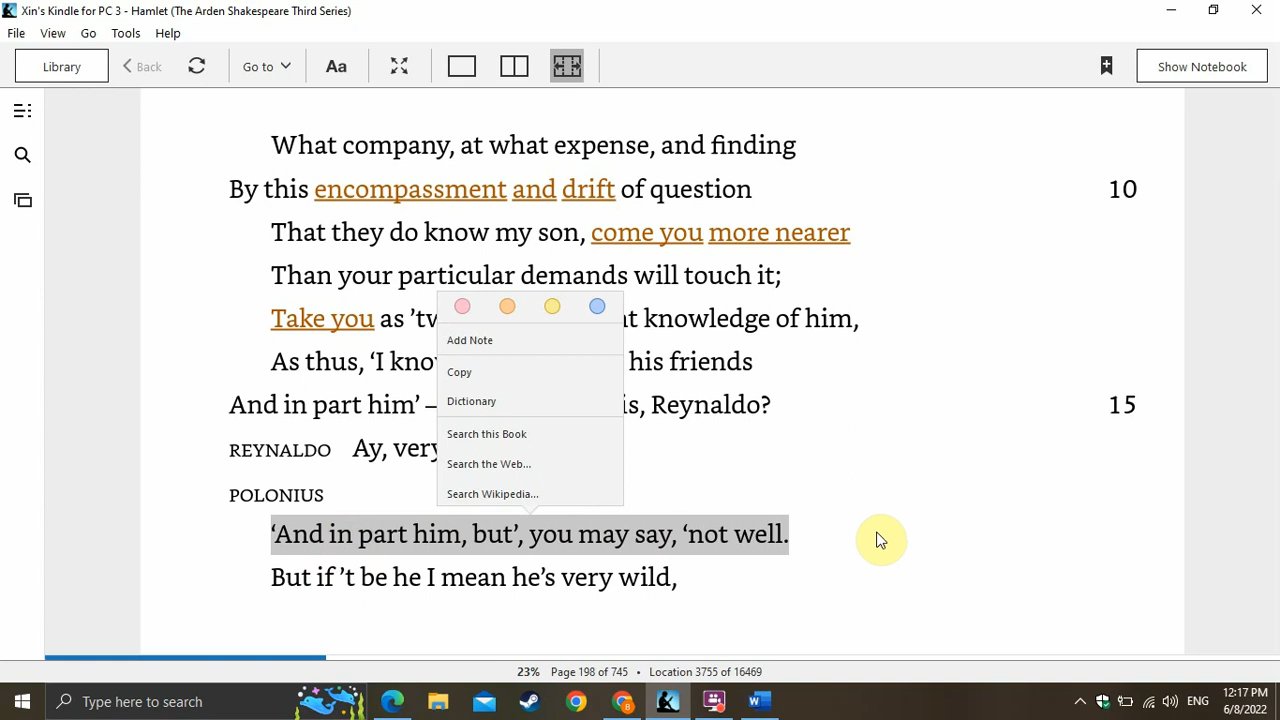 Xin's Kindle for PC 3 - Hamlet (The Arden Shakespeare Third Series)
File View Go Tools Help
Library Back Go to Aa Show Notebook
What company, at what expense, and finding
By this encompassment and drift of question 10
That they do know my son, come you more nearer
Than your particular demands will touch it;
Take you as ’tw t knowledge of him,
As thus, ‘I know his friends
And in part him’ – is, Reynaldo? 15
REYNALDO Ay, very
POLONIUS
‘And in part him, but’, you may say, ‘not well.
But if ’t be he I mean he’s very wild,
Add Note
Copy
Dictionary
Search this Book
Search the Web...
Search Wikipedia...
23% Page 198 of 745 • Location 3755 of 16469
Type here to search
ENG
12:17 PM
6/8/2022